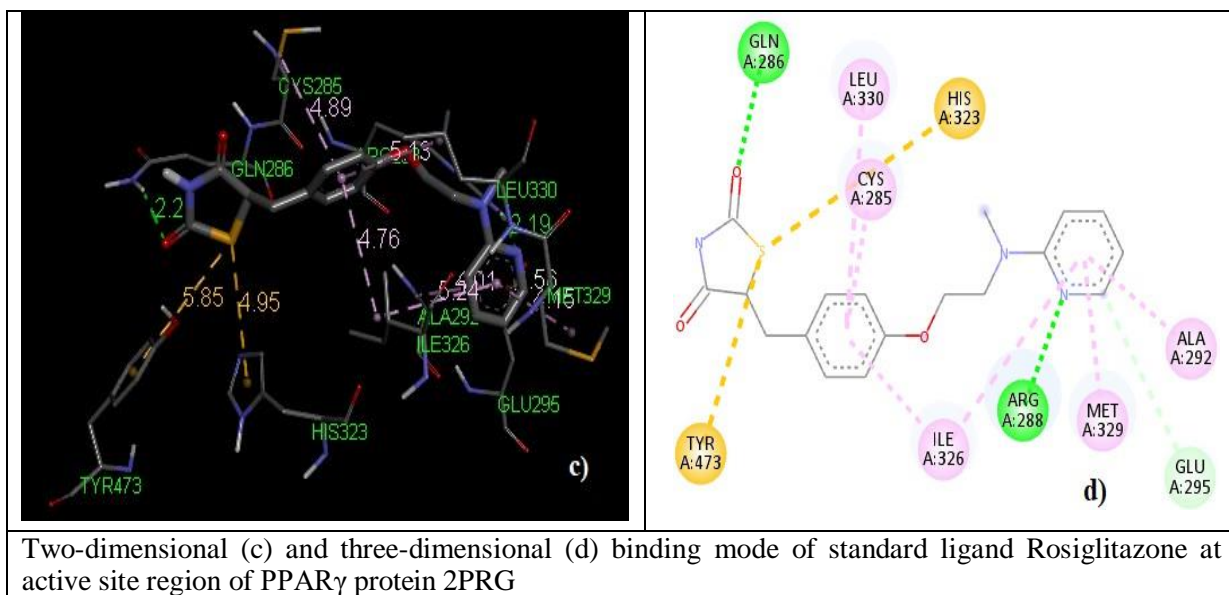 CYS285
4.89
5.13
GLN286
LEU330
2.2
2.19
4.76
5.85
4.95
5.24
MET329
ALA292
ILE326
GLU295
HIS323
TYR473
c)
GLN
A:286
LEU
A:330
HIS
A:323
CYS
A:285
N
S
O
O
N
N
O
ALA
A:292
ARG
A:288
MET
A:329
TYR
A:473
ILE
A:326
GLU
A:295
d)
Two-dimensional (c) and three-dimensional (d) binding mode of standard ligand Rosiglitazone at
active site region of PPARγ protein 2PRG